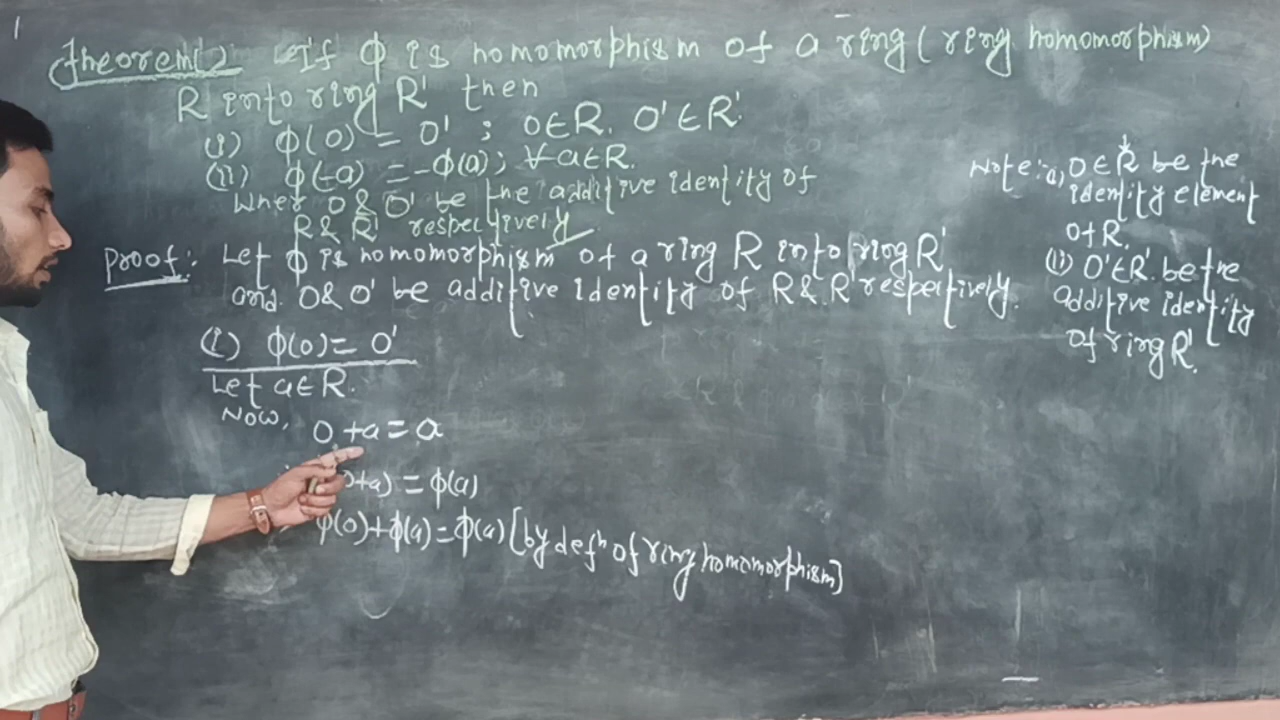 Theorem(2) If ϕ is homomorphism of a ring (ring homomorphism)
R into ring R' then
(i) ϕ(0) = 0' ; 0∈R, 0'∈R'
(ii) ϕ(-a) = -ϕ(a); ∀ a∈R.
Where 0 & 0' be the additive identity of
R & R' respectively
Proof: Let ϕ is homomorphism of a ring R into ring R'
and 0 & 0' be additive identity of R & R' respectively.
(i) ϕ(0) = 0'
Let a∈R.
Now,
0+a = a
0+a) = ϕ(a)
ϕ(0)+ϕ(a) = ϕ(a) [by defn of ring homomorphism]
Note: a, 0∈R be the
identity element
of R.
(ii) 0'∈R' be the
additive identity
of ring R'.